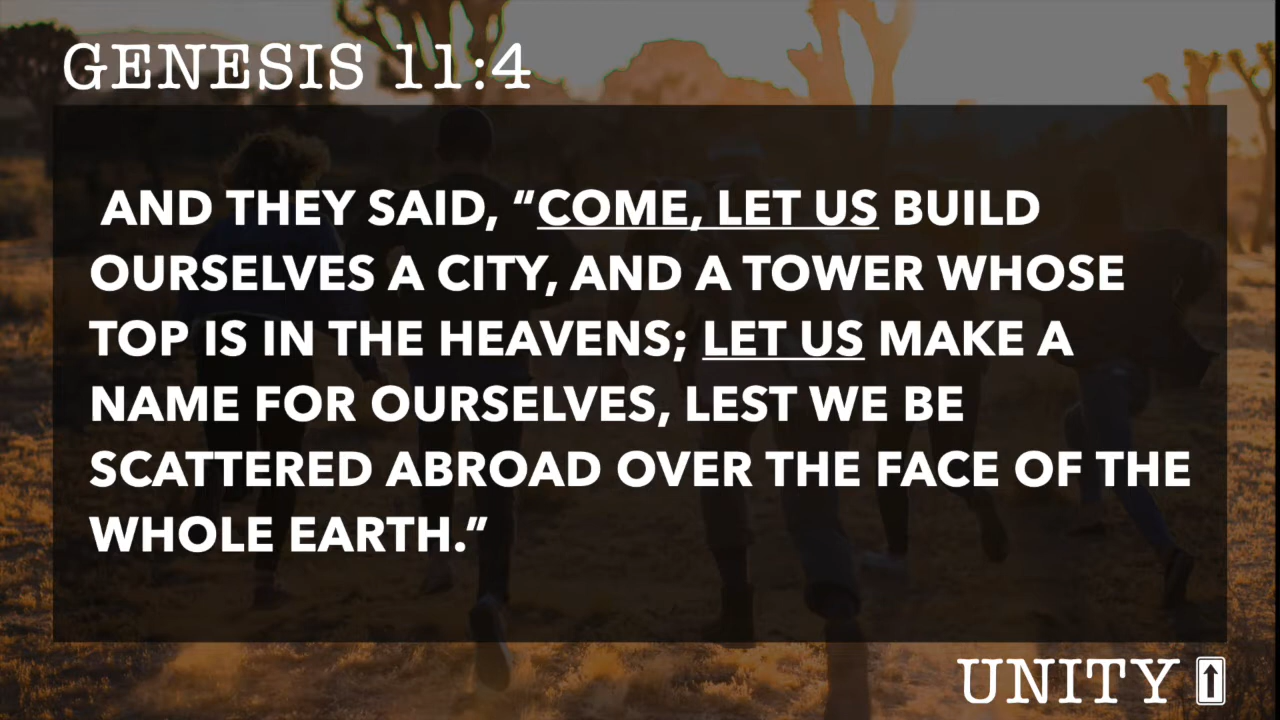 GENESIS 11:4
AND THEY SAID, “COME, LET US BUILD
OURSELVES A CITY, AND A TOWER WHOSE
TOP IS IN THE HEAVENS; LET US MAKE A
NAME FOR OURSELVES, LEST WE BE
SCATTERED ABROAD OVER THE FACE OF THE
WHOLE EARTH.”
UNITY